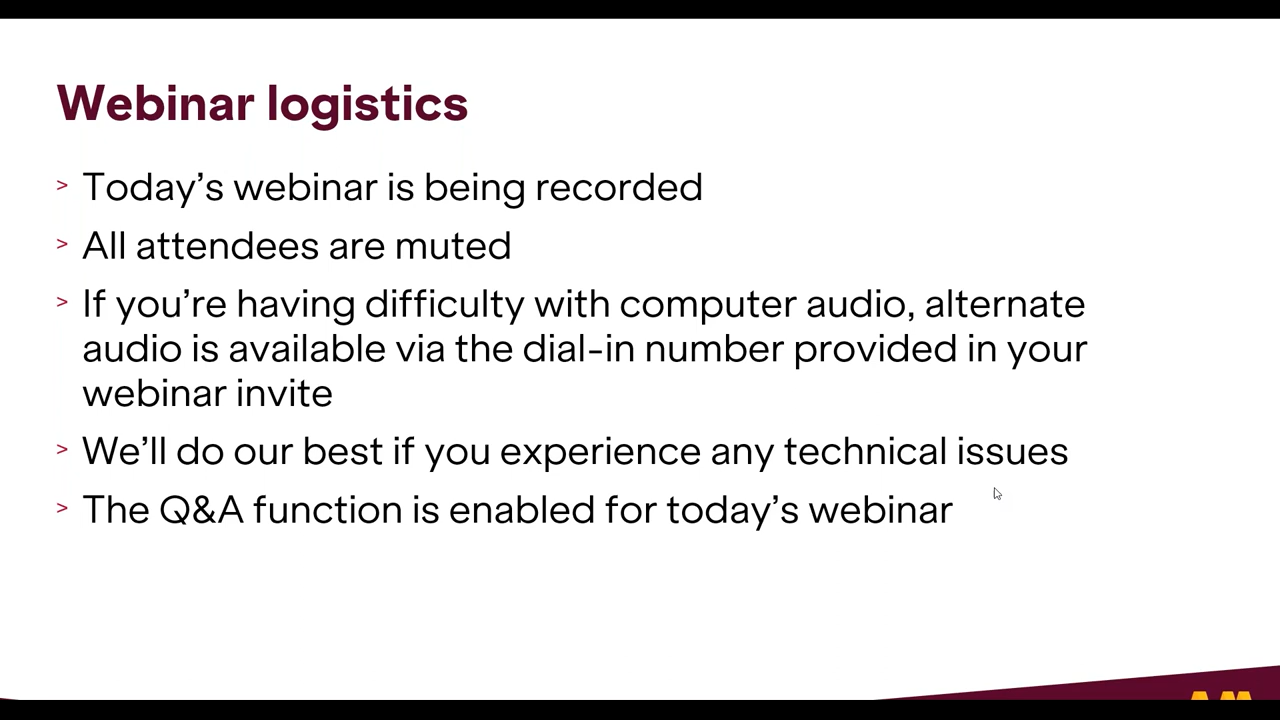 Webinar logistics
> Today’s webinar is being recorded
> All attendees are muted
> If you’re having difficulty with computer audio, alternate
audio is available via the dial-in number provided in your
webinar invite
> We’ll do our best if you experience any technical issues
> The Q&A function is enabled for today’s webinar